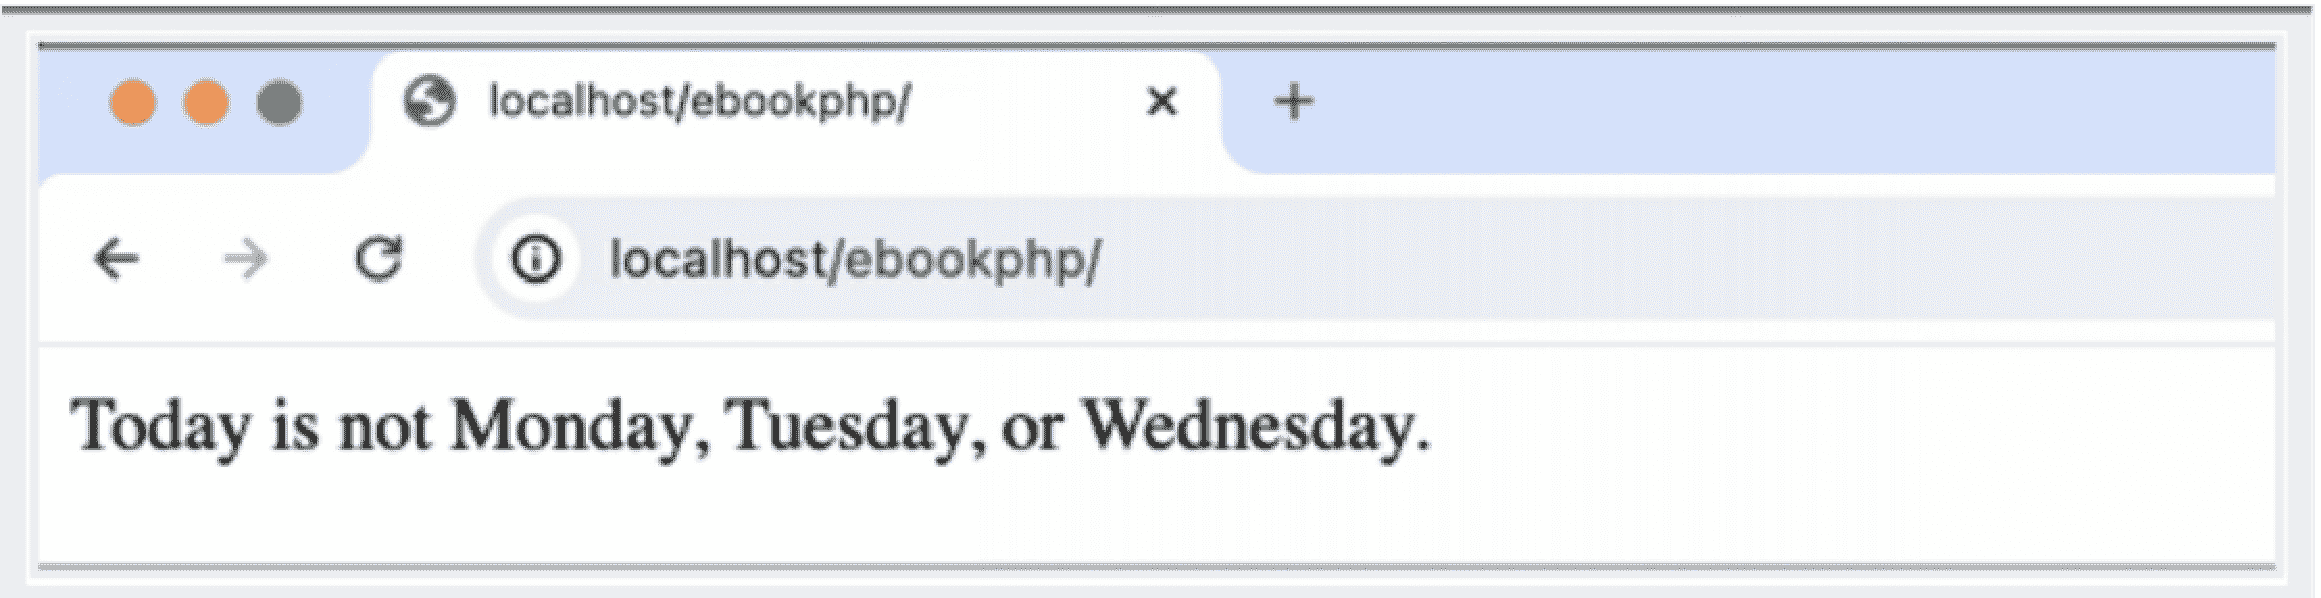 localhost/ebookphp/
localhost/ebookphp/
Today is not Monday, Tuesday, or Wednesday.